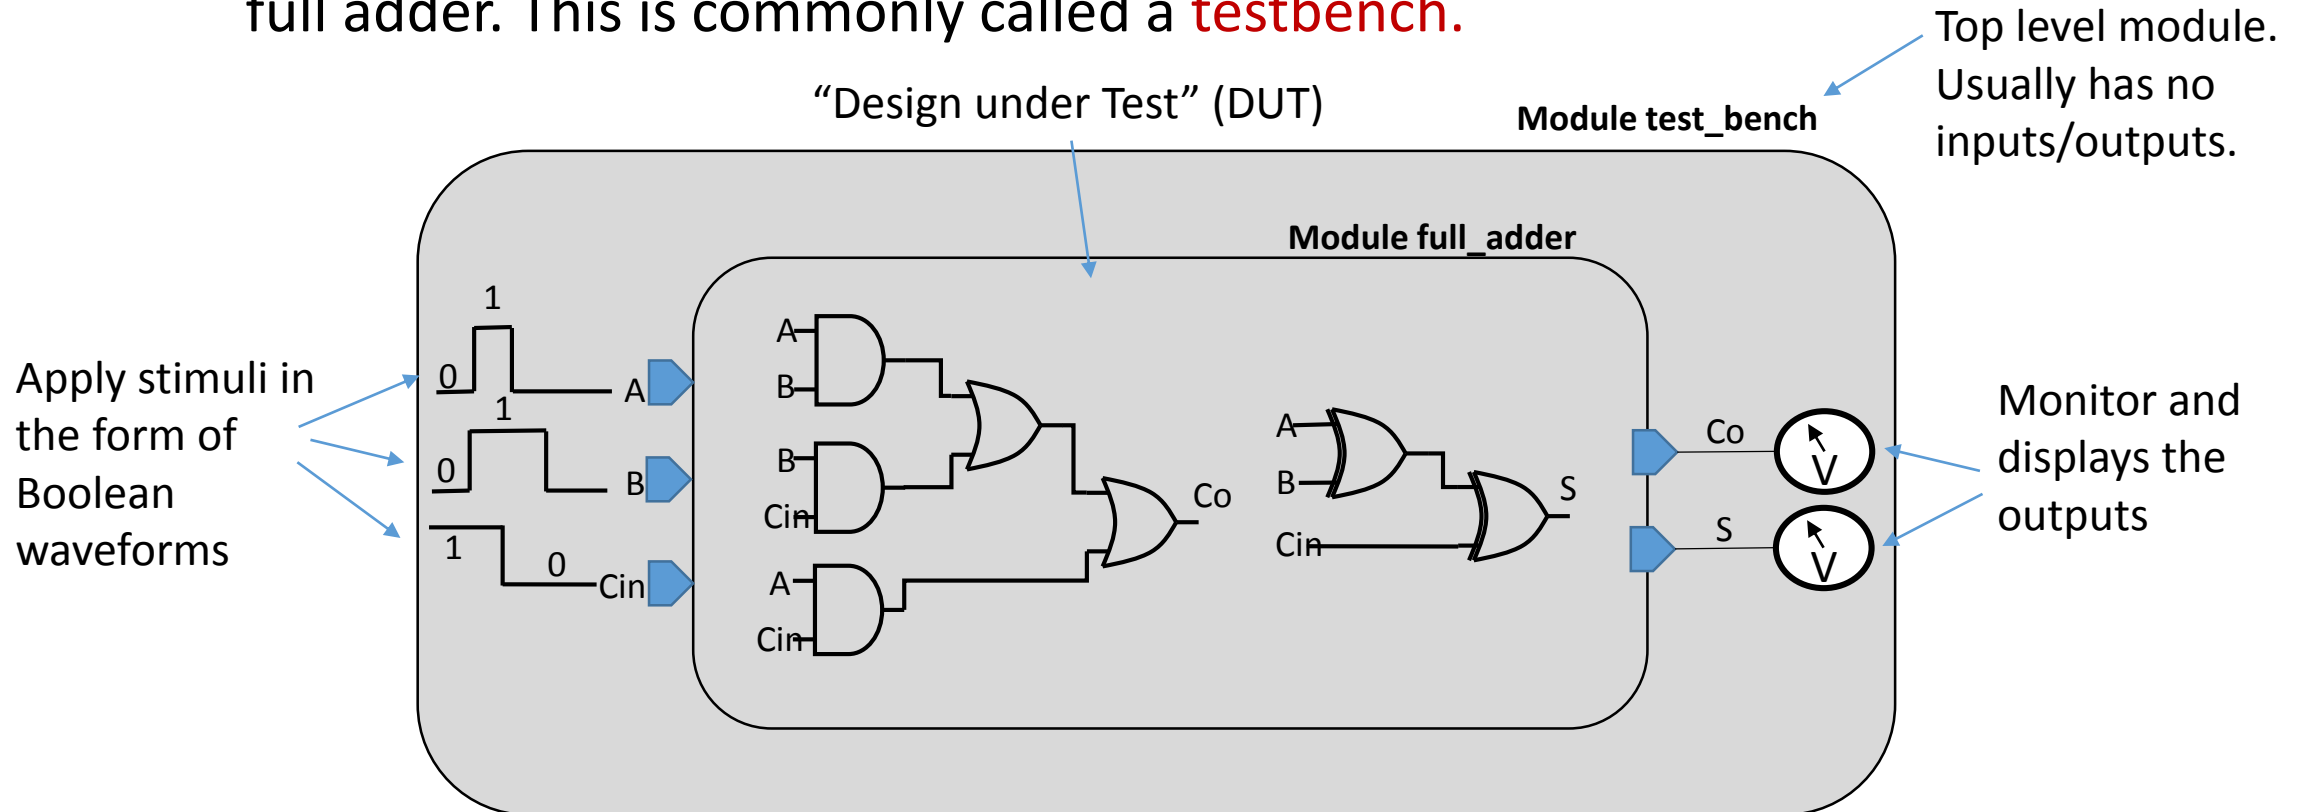 full adder. This is commonly called a testbench.
Top level module.
Usually has no
inputs/outputs.
“Design under Test” (DUT)
Module test_bench
Module full_adder
Apply stimuli in
the form of
Boolean
waveforms
1
0
A
1
0
B
1
0
Cin
A
B
B
Cin
A
Cin
Co
A
B
Cin
S
Co
V
S
V
Monitor and
displays the
outputs